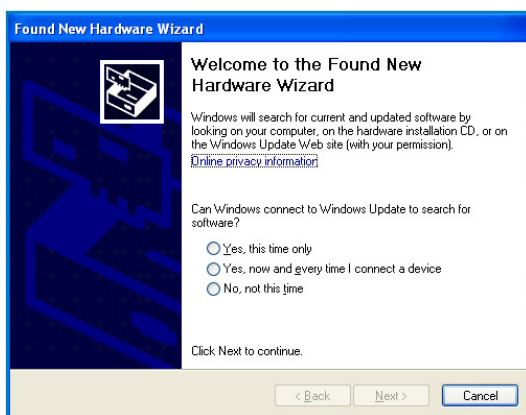 Found New Hardware Wizard
Welcome to the Found New
Hardware Wizard
Windows will search for current and updated software by
looking on your computer, on the hardware installation CD, or on
the Windows Update Web site (with your permission).
Online privacy information
Can Windows connect to Windows Update to search for
software?
Yes, this time only
Yes, now and every time I connect a device
No, not this time
Click Next to continue.
< Back Next > Cancel